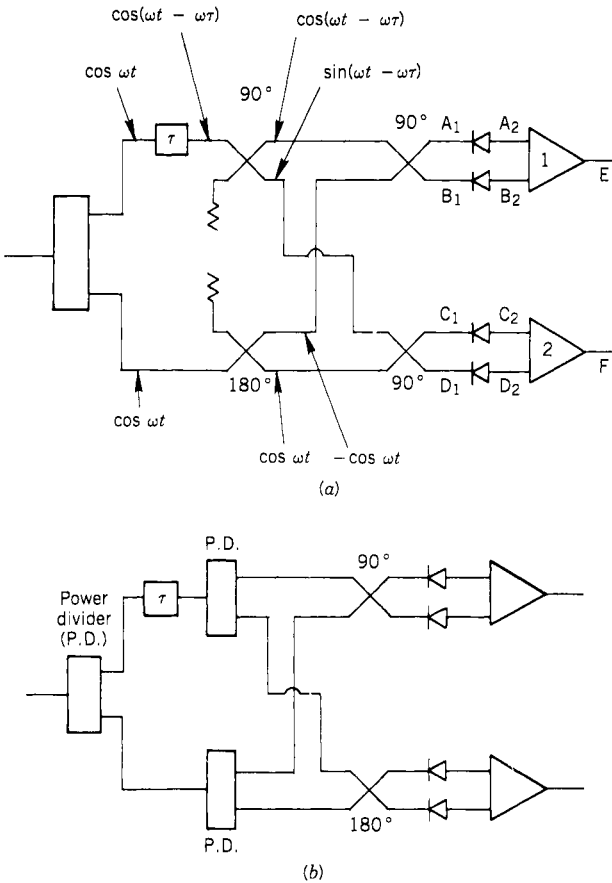 cos(ωt − ωτ)
cos(ωt − ωτ)
cos ωt
sin(ωt − ωτ)
90°
τ
90°
A1
A2
1
E
B1
B2
C1
C2
2
F
D1
D2
180°
90°
cos ωt
cos ωt
−cos ωt
(a)
P.D.
90°
Power
divider
(P.D.)
τ
180°
P.D.
(b)